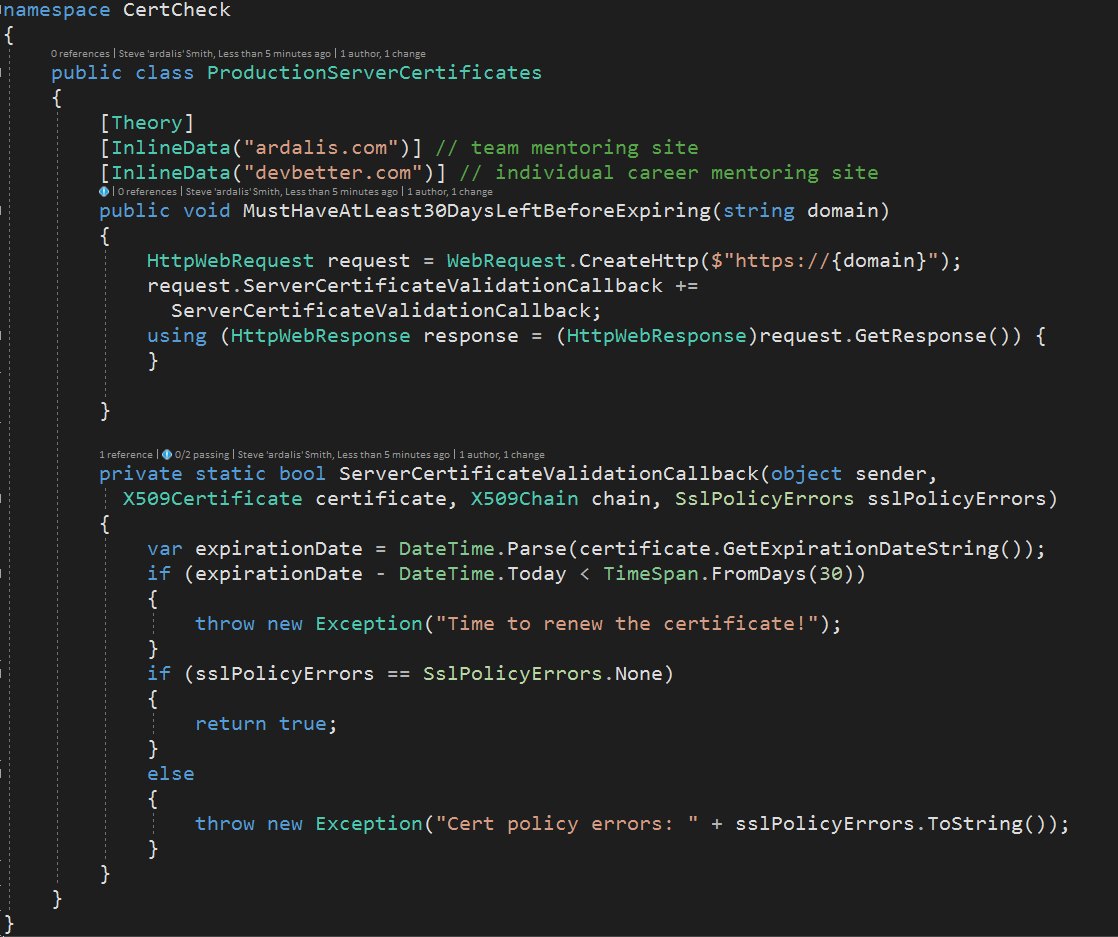 namespace CertCheck
{
0 references | Steve 'ardalis' Smith, Less than 5 minutes ago | 1 author, 1 change
public class ProductionServerCertificates
{
[Theory]
[InlineData("ardalis.com")] // team mentoring site
[InlineData("devbetter.com")] // individual career mentoring site
| 0 references | Steve 'ardalis' Smith, Less than 5 minutes ago | 1 author, 1 change
public void MustHaveAtLeast30DaysLeftBeforeExpiring(string domain)
{
HttpWebRequest request = WebRequest.CreateHttp($"https://{domain}");
request.ServerCertificateValidationCallback +=
ServerCertificateValidationCallback;
using (HttpWebResponse response = (HttpWebResponse)request.GetResponse()) {
}
}
1 reference | 0/2 passing | Steve 'ardalis' Smith, Less than 5 minutes ago | 1 author, 1 change
private static bool ServerCertificateValidationCallback(object sender,
X509Certificate certificate, X509Chain chain, SslPolicyErrors sslPolicyErrors)
{
var expirationDate = DateTime.Parse(certificate.GetExpirationDateString());
if (expirationDate - DateTime.Today < TimeSpan.FromDays(30))
{
throw new Exception("Time to renew the certificate!");
}
if (sslPolicyErrors == SslPolicyErrors.None)
{
return true;
}
else
{
throw new Exception("Cert policy errors: " + sslPolicyErrors.ToString());
}
}
}
}